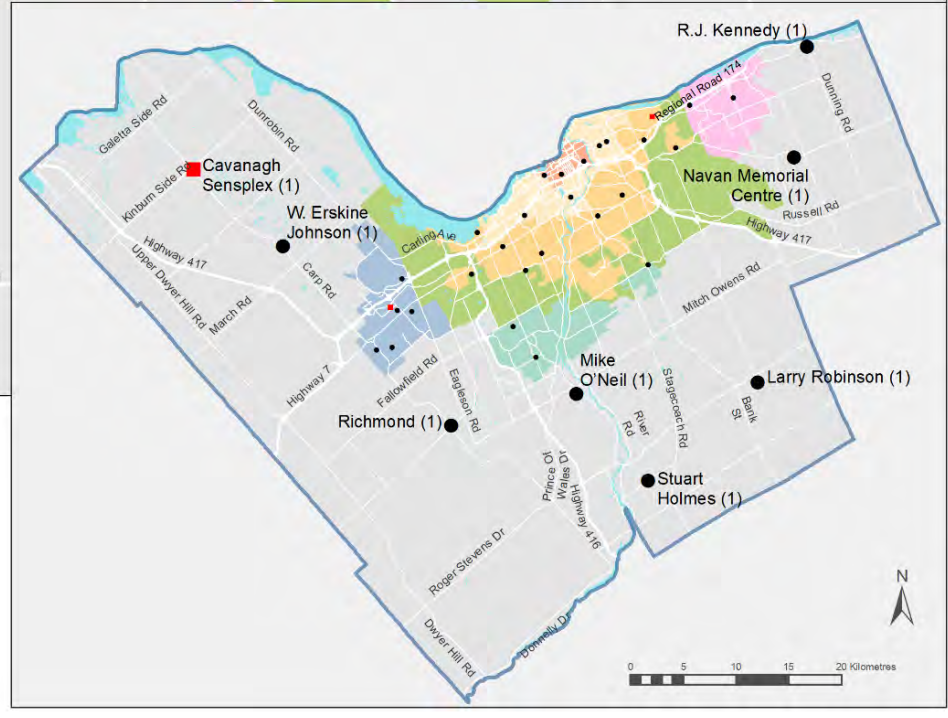 R.J. Kennedy (1)
Regional Road 174
Dunning Rd
Galetta Side Rd
Dunrobin Rd
Kinburn Side Rd
Cavanagh
Sensplex (1)
Navan Memorial
Centre (1)
Russell Rd
Highway 417
W. Erskine
Johnson (1)
Carling Ave
Highway 417
Upper Dwyer Hill Rd
March Rd
Carp Rd
Mitch Owens Rd
Highway 7
Fallowfield Rd
Eagleson Rd
Mike
O'Neil (1)
Larry Robinson (1)
Stagecoach Rd
Bank
St
River
Rd
Richmond (1)
Prince Of
Wales Dr
Highway 416
Stuart
Holmes (1)
Roger Stevens Dr
Donnelly Dr
Dwyer Hill Rd
N
0 5 10 15 20 Kilometres